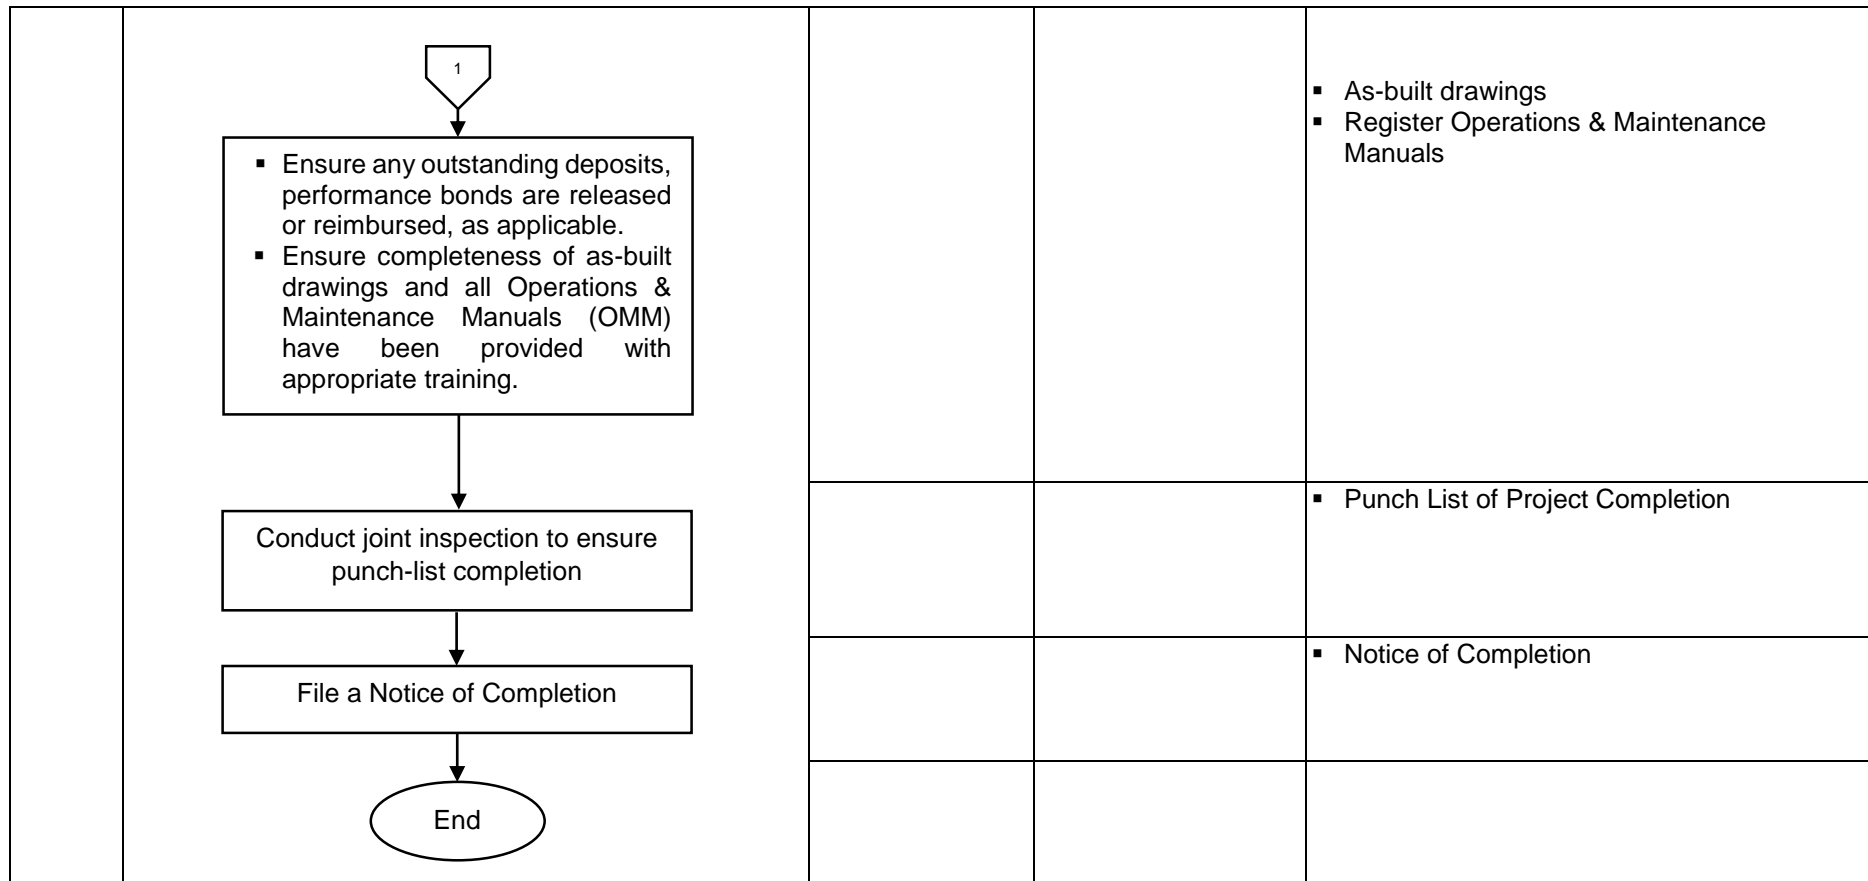 1
▪ As-built drawings
▪ Register Operations & Maintenance
Manuals
▪ Ensure any outstanding deposits,
performance bonds are released
or reimbursed, as applicable.
▪ Ensure completeness of as-built
drawings and all Operations &
Maintenance Manuals (OMM)
have been provided with
appropriate training.
▪ Punch List of Project Completion
Conduct joint inspection to ensure
punch-list completion
▪ Notice of Completion
File a Notice of Completion
End